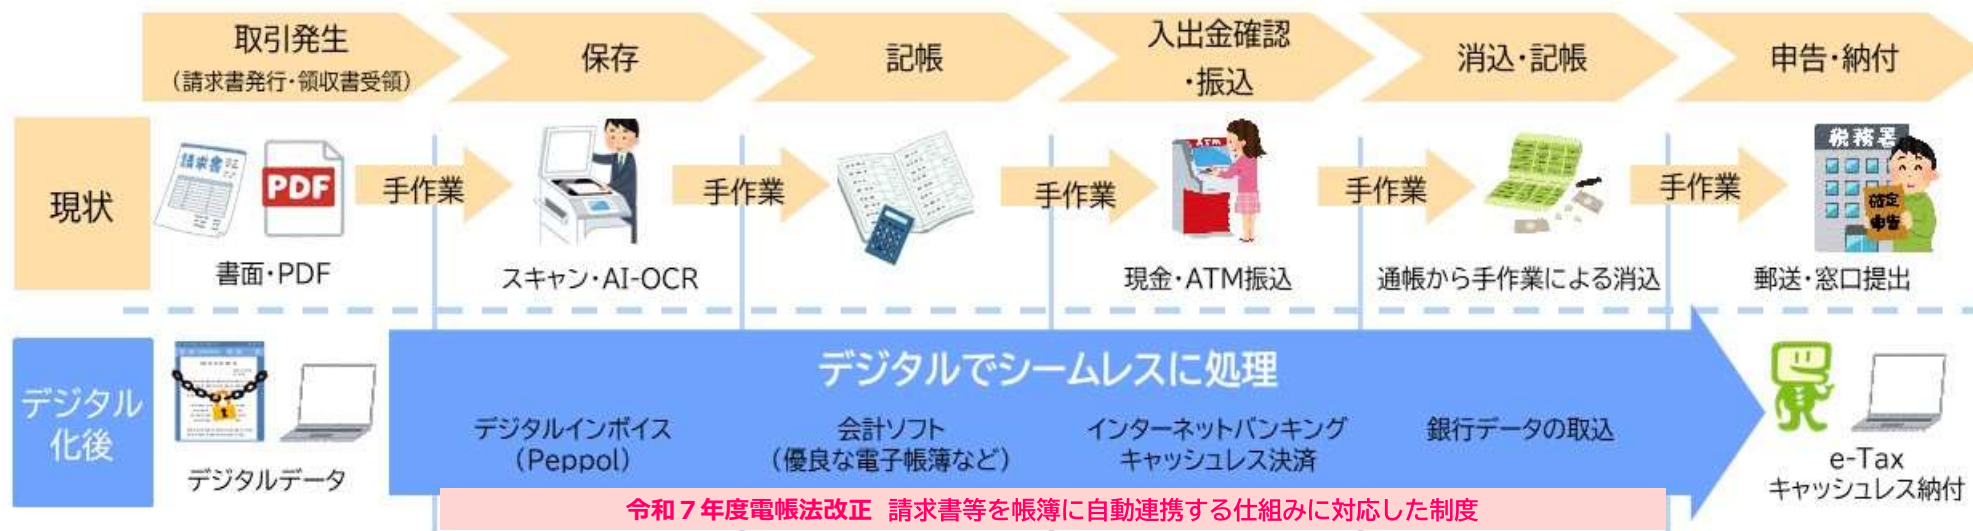 取引発生
（請求書発行・領収書受領）
保存
記帳
入出金確認
・振込
消込・記帳
申告・納付
現状
請求書
PDF
書面・PDF
手作業
スキャン・AI-OCR
手作業
手作業
ATM
現金・ATM振込
手作業
通帳から手作業による消込
手作業
税務署
確定
申告
郵送・窓口提出
デジタル
化後
デジタルデータ
デジタルでシームレスに処理
デジタルインボイス
（Peppol）
会計ソフト
（優良な電子帳簿など）
インターネットバンキング
キャッシュレス決済
銀行データの取込
e-Tax
キャッシュレス納付
令和７年度電帳法改正 請求書等を帳簿に自動連携する仕組みに対応した制度